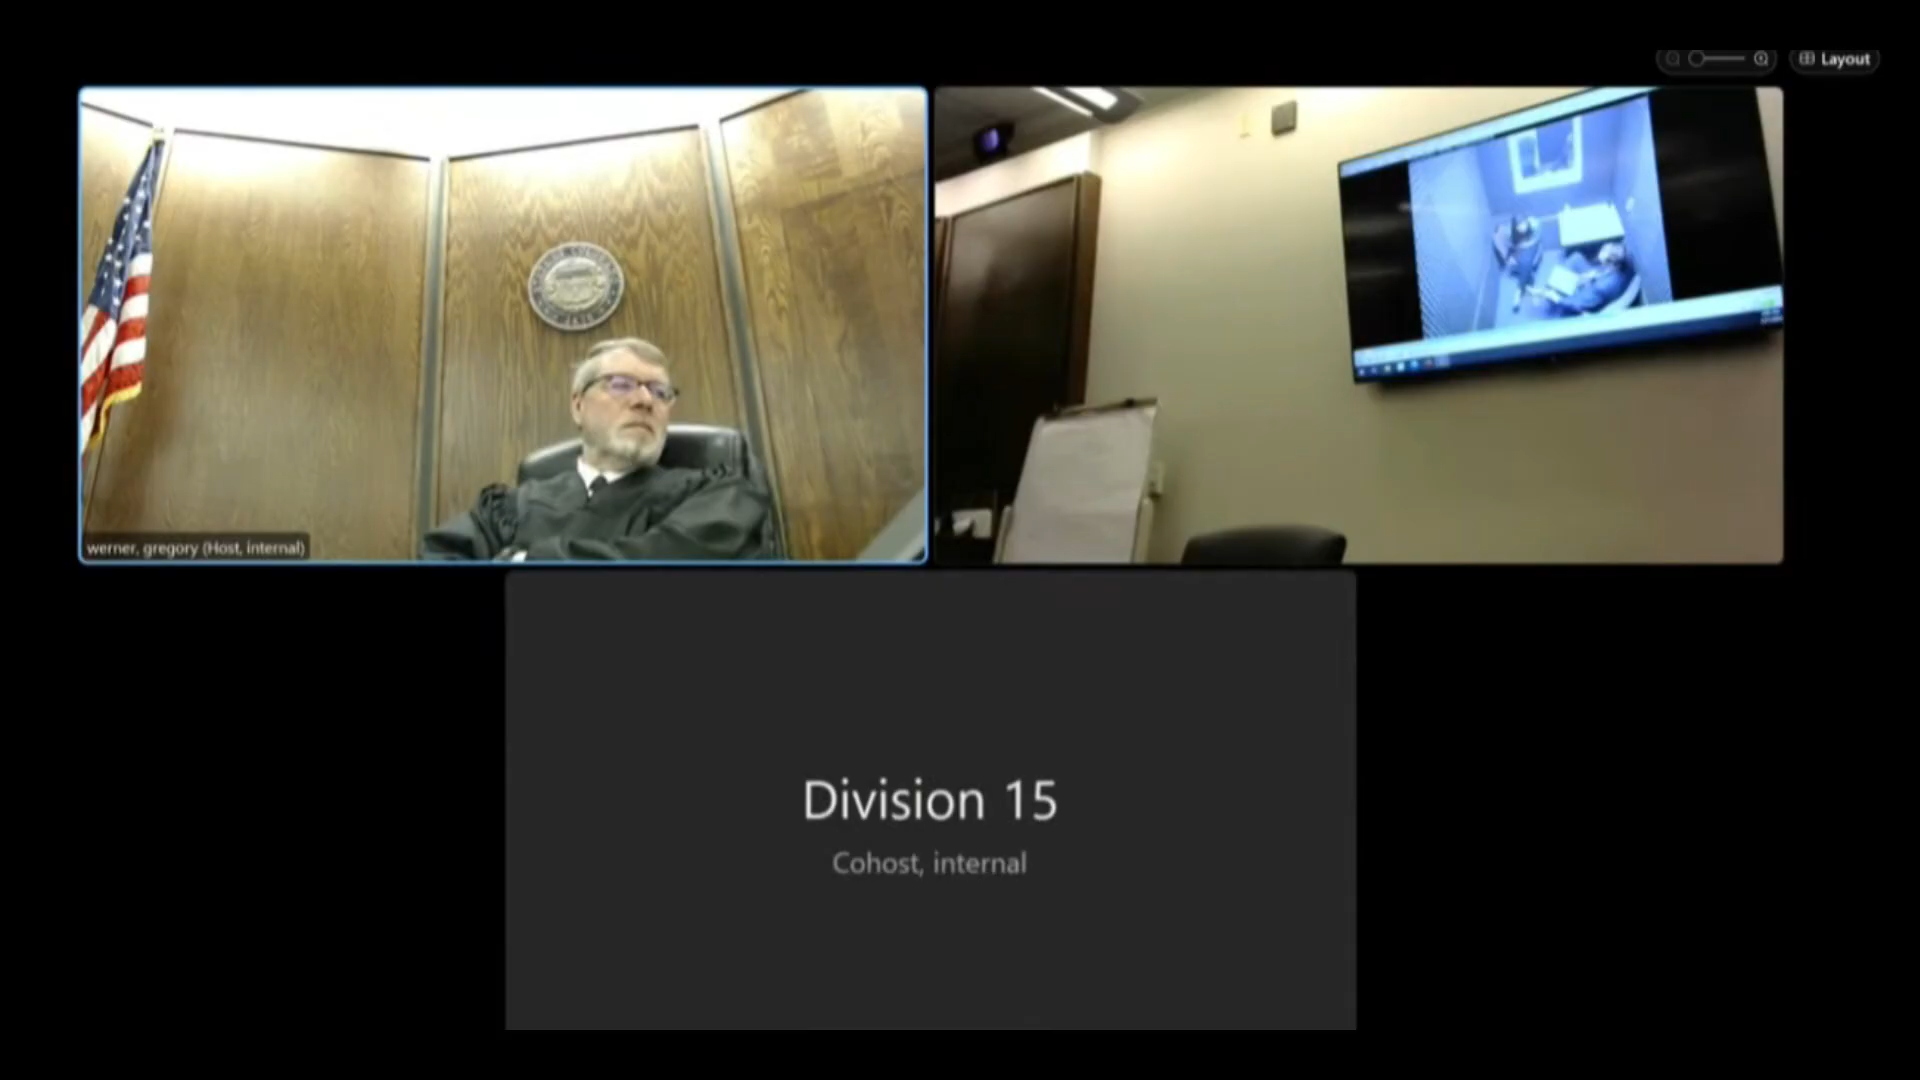 Layout
werner, gregory (Host, internal)
Division 15
Cohost, internal